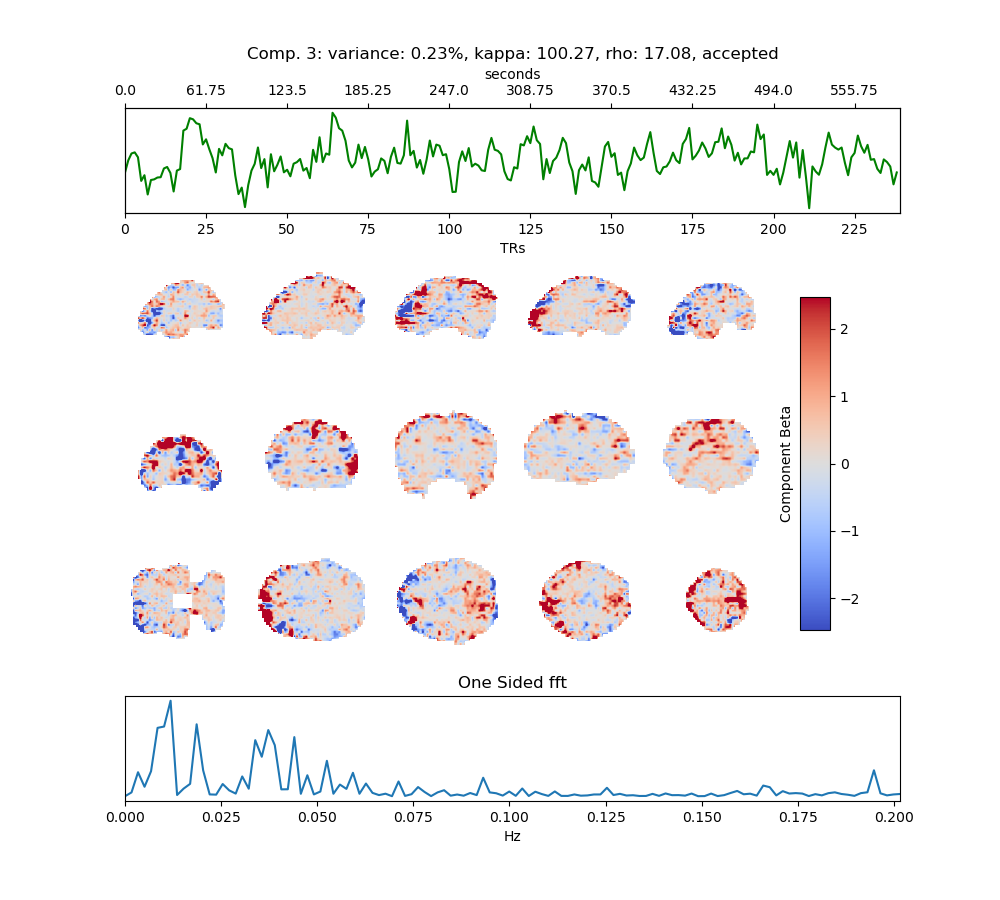 Comp. 3: variance: 0.23%, kappa: 100.27, rho: 17.08, accepted
seconds
0.0 61.75 123.5 185.25 247.0 308.75 370.5 432.25 494.0 555.75
0 25 50 75 100 125 150 175 200 225
TRs
2
1
0
−1
−2
Component Beta
One Sided fft
0.000 0.025 0.050 0.075 0.100 0.125 0.150 0.175 0.200
Hz